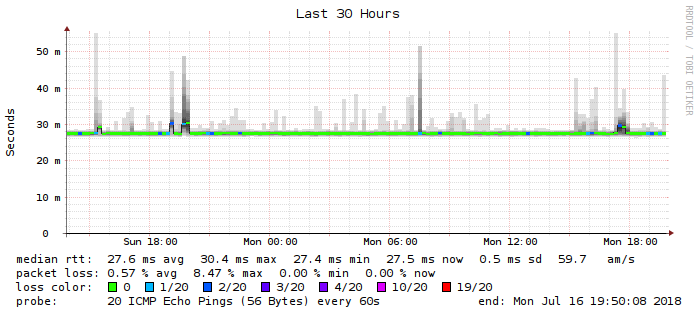 Last 30 Hours
RRDTOOL / TOBI OETIKER
Seconds
50 m
40 m
30 m
20 m
10 m
0
Sun 18:00 Mon 00:00 Mon 06:00 Mon 12:00 Mon 18:00
median rtt: 27.6 ms avg 30.4 ms max 27.4 ms min 27.5 ms now 0.5 ms sd 59.7 am/s
packet loss: 0.57 % avg 8.47 % max 0.00 % min 0.00 % now
loss color: 0 1/20 2/20 3/20 4/20 10/20 19/20
probe: 20 ICMP Echo Pings (56 Bytes) every 60s end: Mon Jul 16 19:50:08 2018